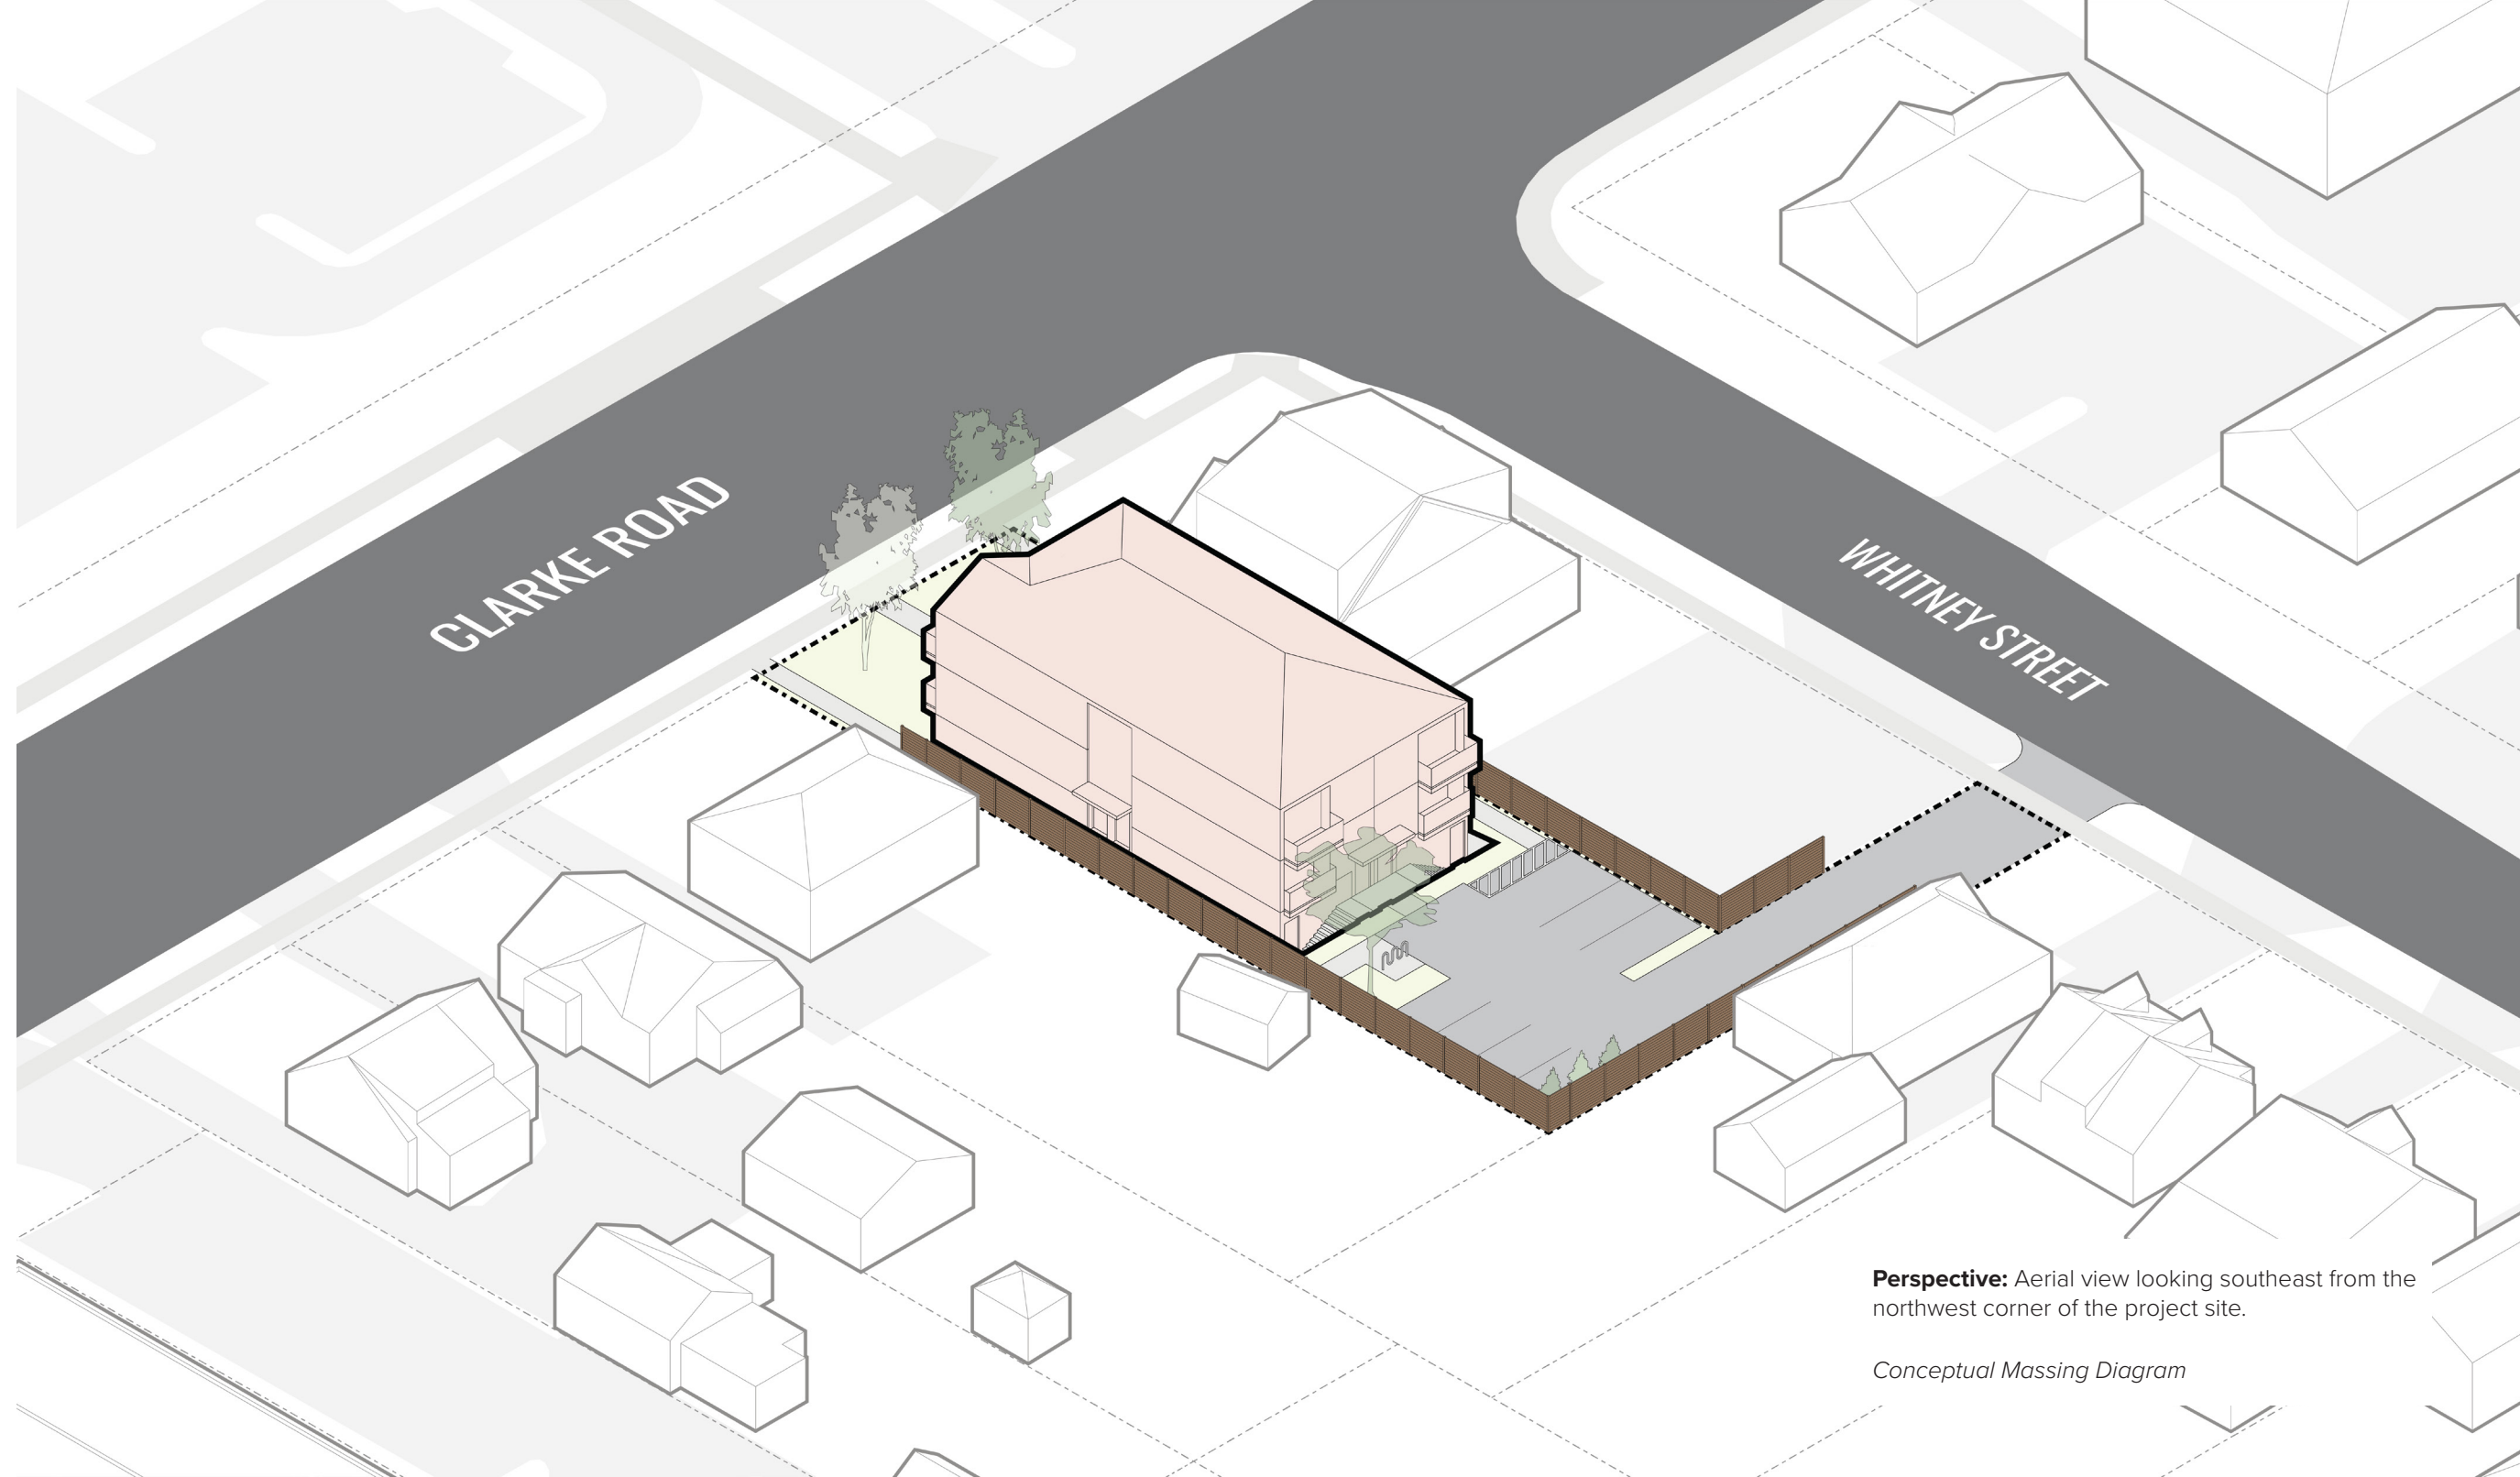 CLARKE ROAD
WHITNEY STREET
Perspective: Aerial view looking southeast from the
northwest corner of the project site.
Conceptual Massing Diagram